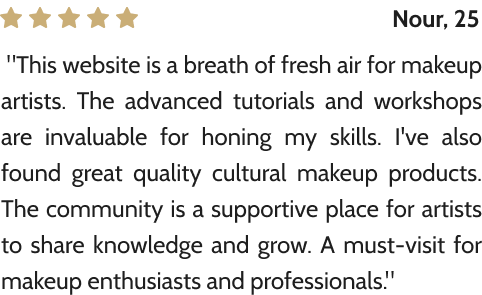 Nour, 25
"This website is a breath of fresh air for makeup
artists. The advanced tutorials and workshops
are invaluable for honing my skills. I've also
found great quality cultural makeup products.
The community is a supportive place for artists
to share knowledge and grow. A must-visit for
makeup enthusiasts and professionals."